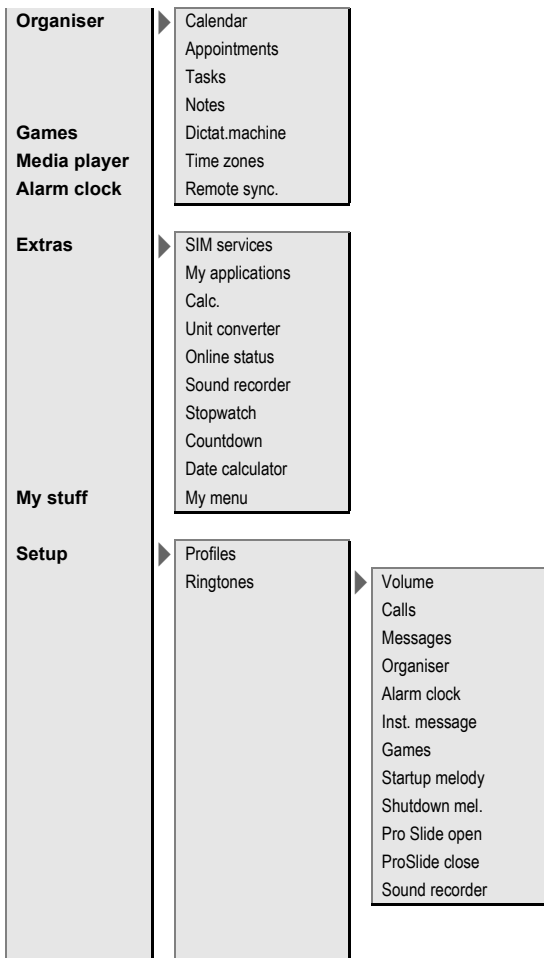 Organiser
Calendar
Appointments
Tasks
Notes
Games
Dictat.machine
Media player
Time zones
Alarm clock
Remote sync.
Extras
SIM services
My applications
Calc.
Unit converter
Online status
Sound recorder
Stopwatch
Countdown
Date calculator
My stuff
My menu
Setup
Profiles
Ringtones
Volume
Calls
Messages
Organiser
Alarm clock
Inst. message
Games
Startup melody
Shutdown mel.
Pro Slide open
ProSlide close
Sound recorder